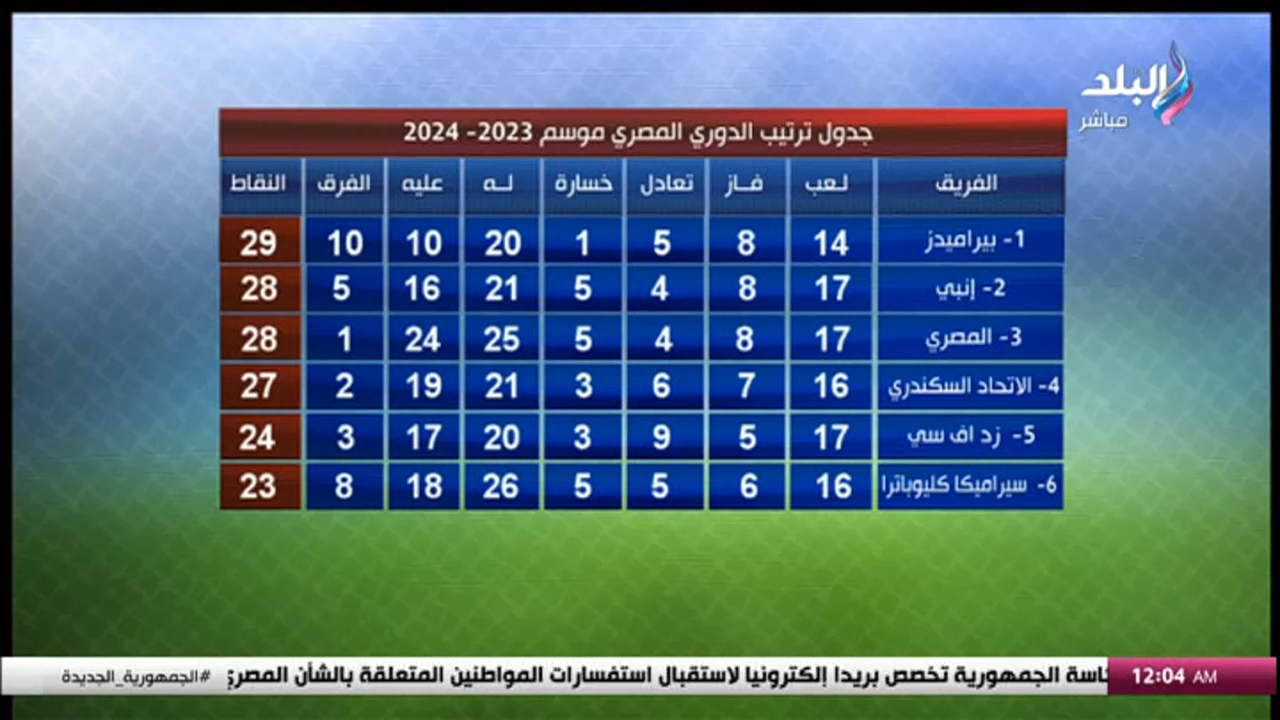 البلد
مباشر
جدول ترتيب الدوري المصري موسم 2023- 2024
الفريق لعب فـاز تعادل خسارة لـه عليه الفرق النقاط
1- بيراميدز 14 8 5 1 20 10 10 29
2- إنبي 17 8 4 5 21 16 5 28
3- المصري 17 8 4 5 25 24 1 28
4- الاتحاد السكندري 16 7 6 3 21 19 2 27
5- زد اف سي 17 5 9 3 20 17 3 24
6- سيراميكا كليوباترا 16 6 5 5 26 18 8 23
12:04 AM ئاسة الجمهورية تخصص بريدا إلكترونيا لاستقبال استفسارات المواطنين المتعلقة بالشأن المصري #الجمهورية_الجديدة